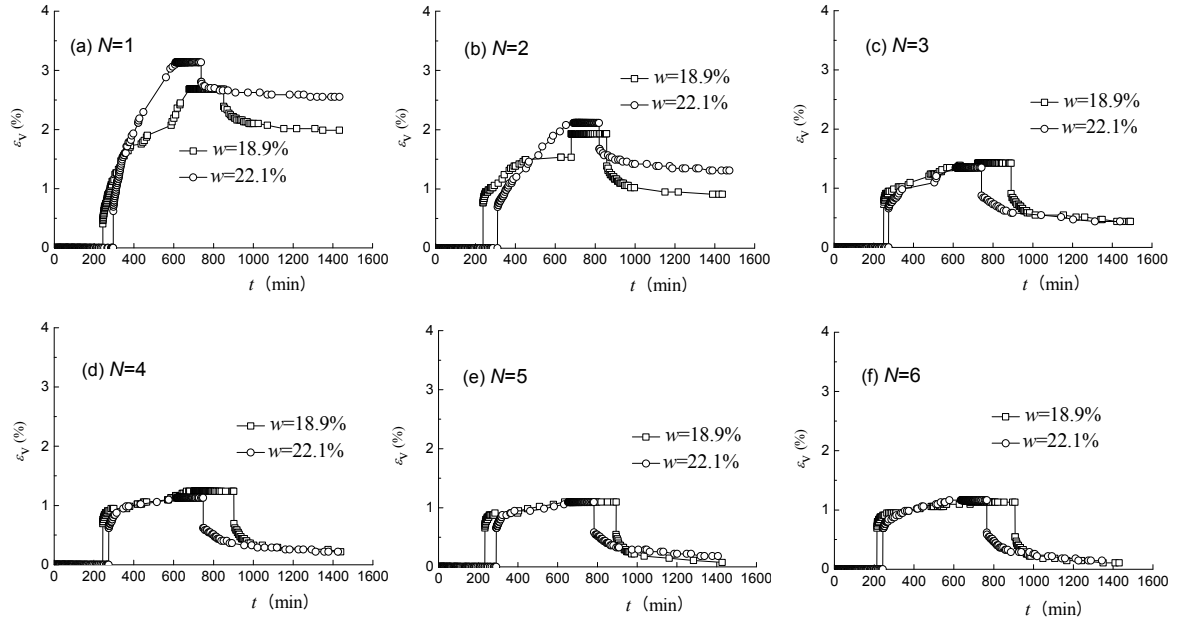 (a) N=1
w=18.9%
w=22.1%
εV (%)
4
3
2
1
0
0 200 400 600 800 1000 1200 1400 1600
t (min)
(b) N=2
w=18.9%
w=22.1%
εV (%)
4
3
2
1
0
0 200 400 600 800 1000 1200 1400 1600
t (min)
(c) N=3
w=18.9%
w=22.1%
εV (%)
4
3
2
1
0
0 200 400 600 800 1000 1200 1400 1600
t (min)
(d) N=4
w=18.9%
w=22.1%
εV (%)
4
3
2
1
0
0 200 400 600 800 1000 1200 1400 1600
t (min)
(e) N=5
w=18.9%
w=22.1%
εV (%)
4
3
2
1
0
0 200 400 600 800 1000 1200 1400 1600
t (min)
(f) N=6
w=18.9%
w=22.1%
εV (%)
4
3
2
1
0
0 200 400 600 800 1000 1200 1400 1600
t (min)